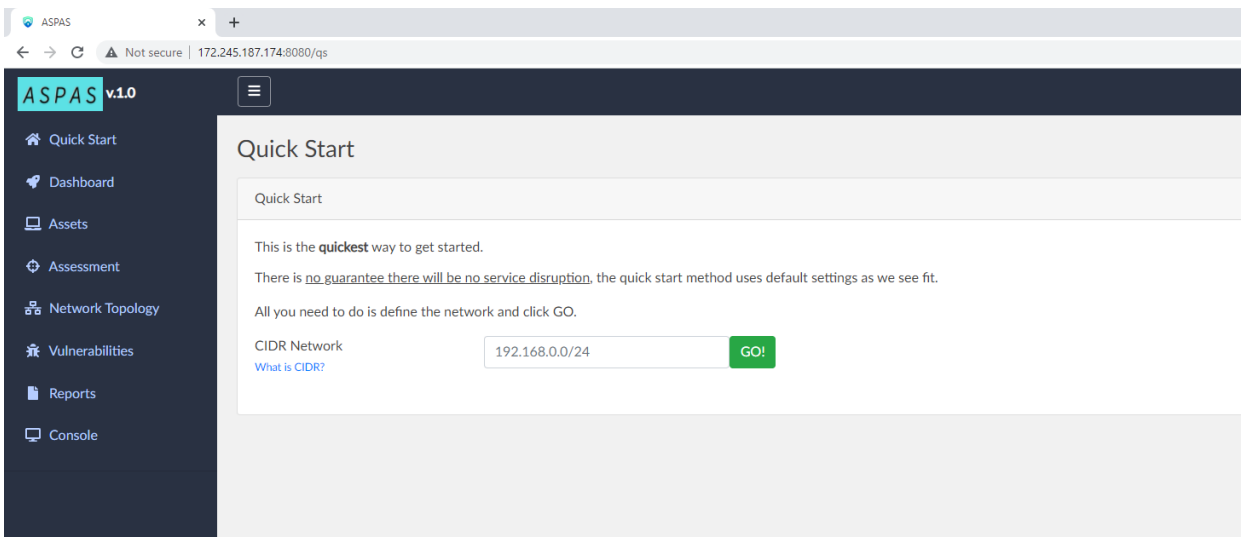 ASPAS
Not secure | 172.245.187.174:8080/qs
ASPAS v.1.0
Quick Start
Dashboard
Assets
Assessment
Network Topology
Vulnerabilities
Reports
Console
Quick Start
Quick Start
This is the quickest way to get started.
There is no guarantee there will be no service disruption, the quick start method uses default settings as we see fit.
All you need to do is define the network and click GO.
CIDR Network
What is CIDR?
192.168.0.0/24
GO!